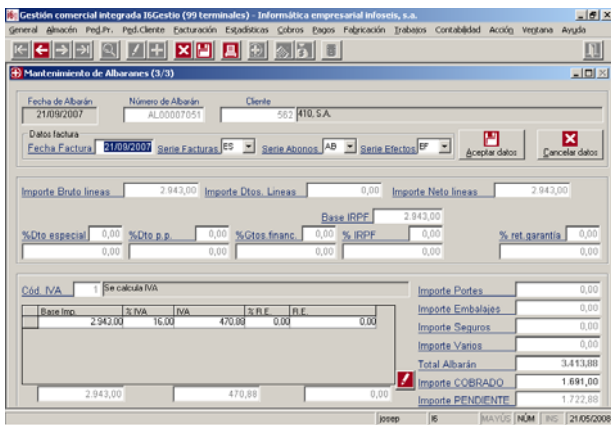 Gestión comercial integrada I6Gestio (99 terminales) - Informática empresarial infoseis, s.a.
General Almacén Ped.Pr. Ped.Cliente Facturación Estadísticas Cobros Pagos Fabricación Trabajos Contabilidad Acción Ventana Ayuda
Mantenimiento de Albaranes (3/3)
Fecha de Albarán Número de Albarán Cliente
21/09/2007 AL00007051 562 410, S.A.
Datos factura
Fecha Factura 21/09/2007 Serie Facturas ES Serie Abonos AB Serie Efectos EF Aceptar datos Cancelar datos
Importe Bruto lineas 2.943,00 Importe Dtos. Lineas 0,00 Importe Neto lineas 2.943,00
Base IRPF 2.943,00
%Dto especial 0,00 %Dto p.p. 0,00 %Gtos.financ. 0,00 % IRPF 0,00 % ret.garantía 0,00
0,00 0,00 0,00 0,00 0,00
Cód. IVA 1 Se calcula IVA
Base Imp. % IVA IVA % R.E. R.E.
2.943,00 16,00 470,88 0,00 0,00
2.943,00 470,88 0,00
Importe Portes 0,00
Importe Embalajes 0,00
Importe Seguros 0,00
Importe Varios 0,00
Total Albarán 3.413,88
Importe COBRADO 1.691,00
Importe PENDIENTE 1.722,88
josep I6 MAYÚS NÚM INS 21/05/2008